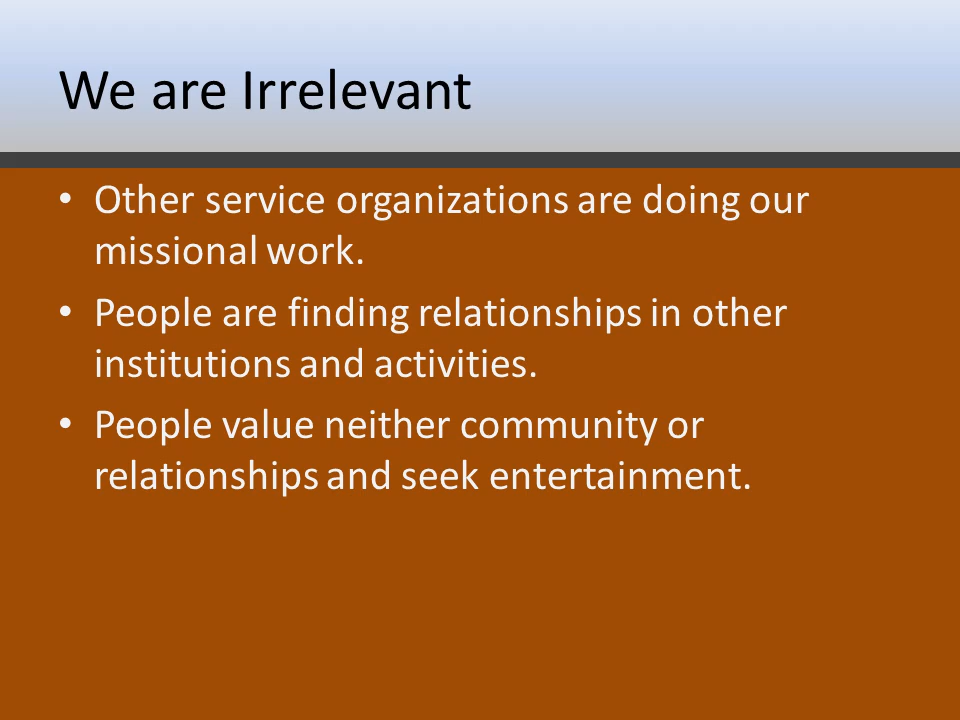 We are Irrelevant
• Other service organizations are doing our
missional work.
• People are finding relationships in other
institutions and activities.
• People value neither community or
relationships and seek entertainment.